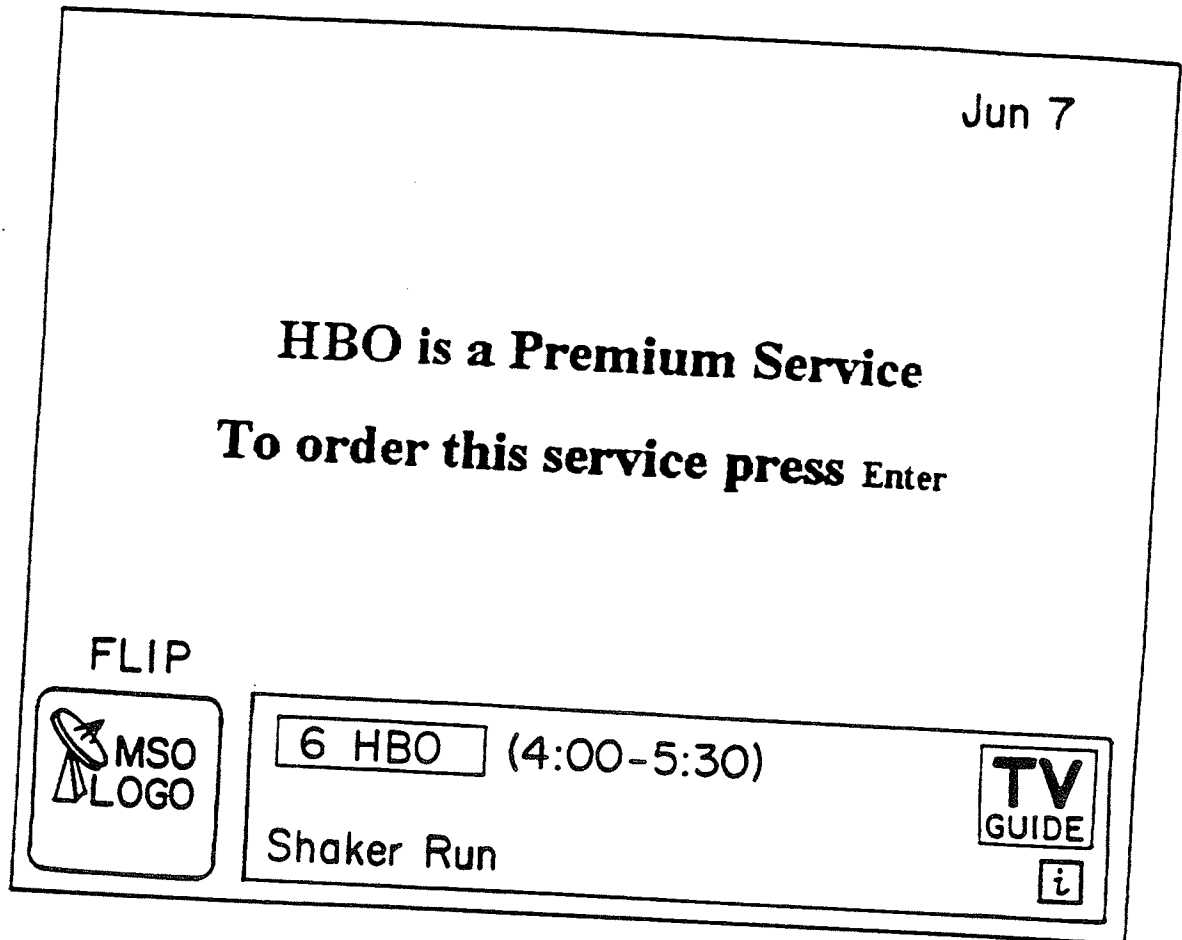 Jun 7
HBO is a Premium Service
To order this service press Enter
FLIP
MSO
LOGO
6 HBO (4:00-5:30)
Shaker Run
TV
GUIDE
i